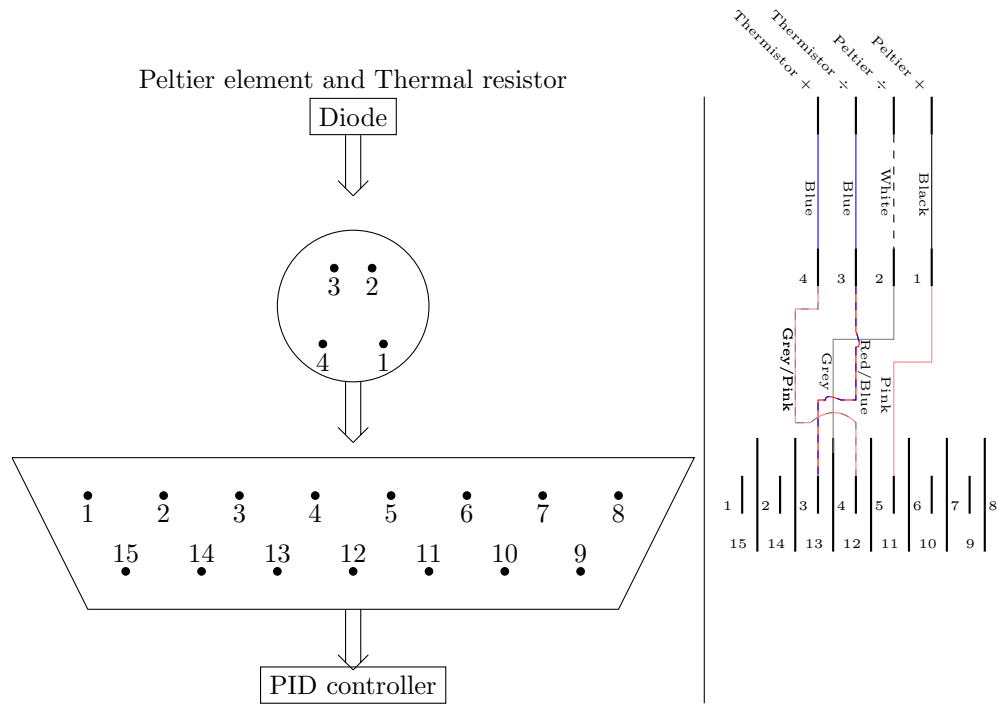 Peltier element and Thermal resistor
Diode
3 2
4 1
1 2 3 4 5 6 7 8
15 14 13 12 11 10 9
PID controller
Thermistor +
Thermistor ÷
Peltier ÷
Peltier +
Blue
Blue
White
Black
4 3 2 1
Grey/Pink
Grey
Red/Blue
Pink
1 2 3 4 5 6 7 8
15 14 13 12 11 10 9